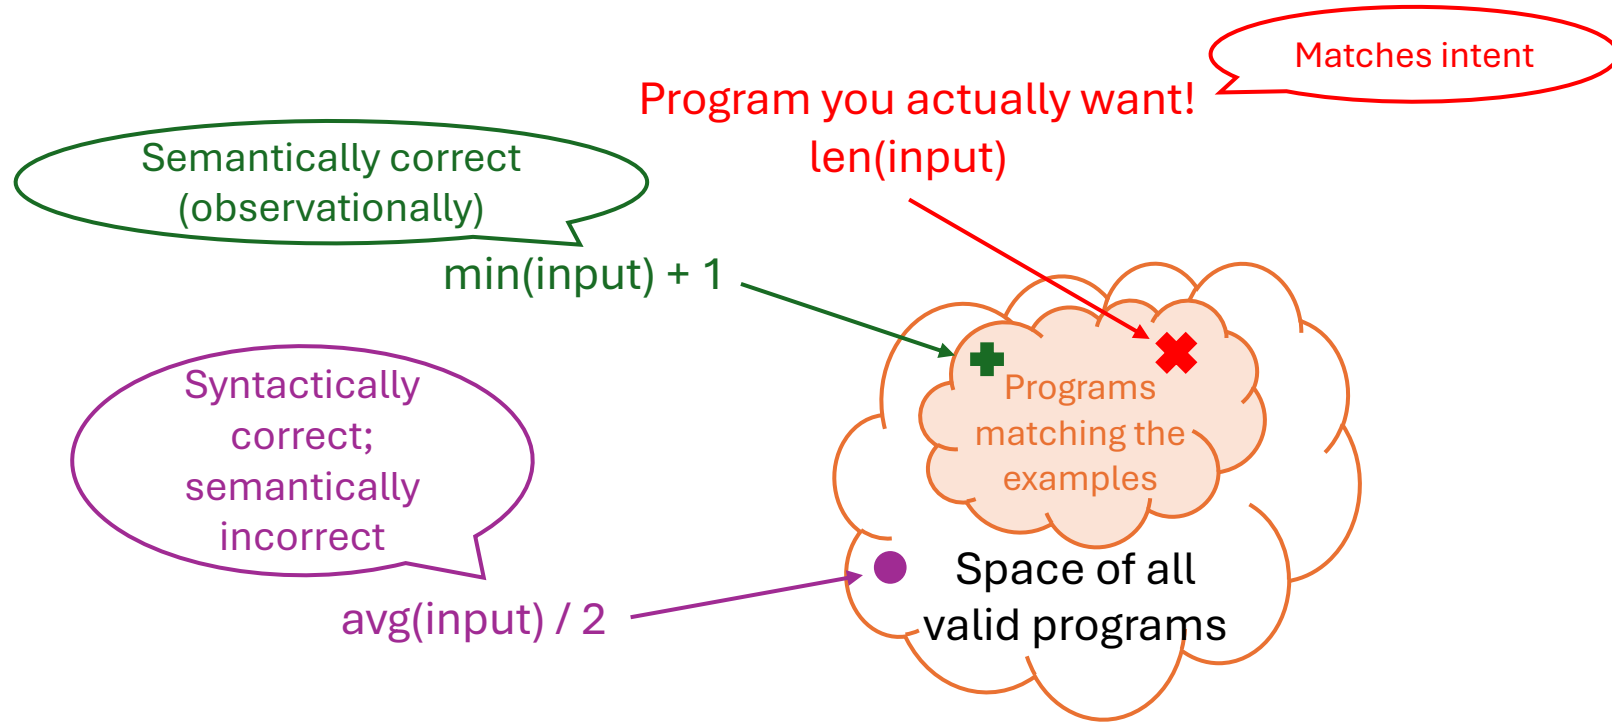 Matches intent
Program you actually want!
len(input)
Semantically correct
(observationally)
min(input) + 1
Syntactically
correct;
semantically
incorrect
avg(input) / 2
Programs
matching the
examples
Space of all
valid programs